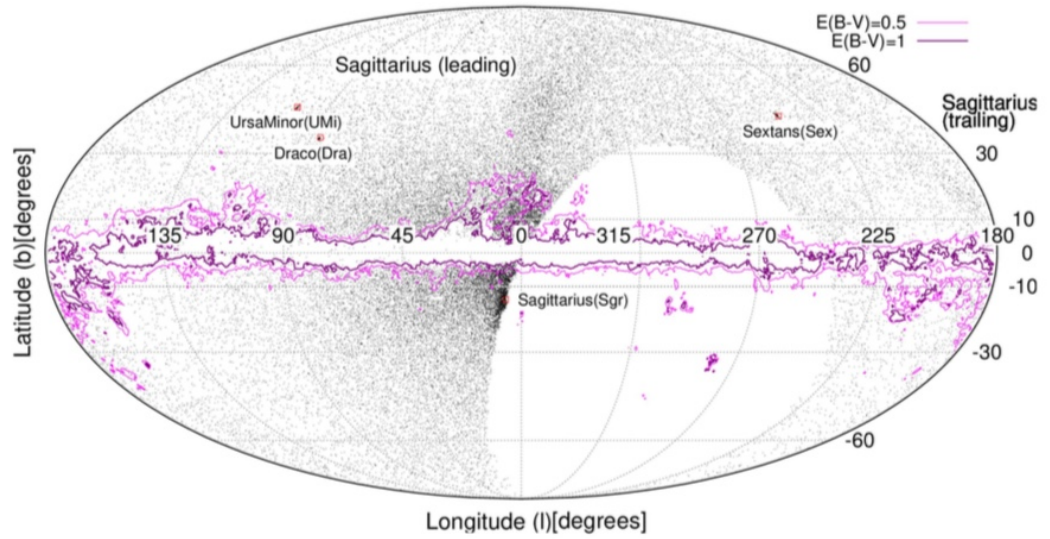 E(B-V)=0.5
E(B-V)=1
60
Sagittarius (leading)
Sagittarius
(trailing)
UrsaMinor(UMi)
Sextans(Sex)
Draco(Dra)
30
10
135 90 45 0 315 270 225 180
0
-10
Sagittarius(Sgr)
-30
-60
Latitude (b)[degrees]
Longitude (l)[degrees]